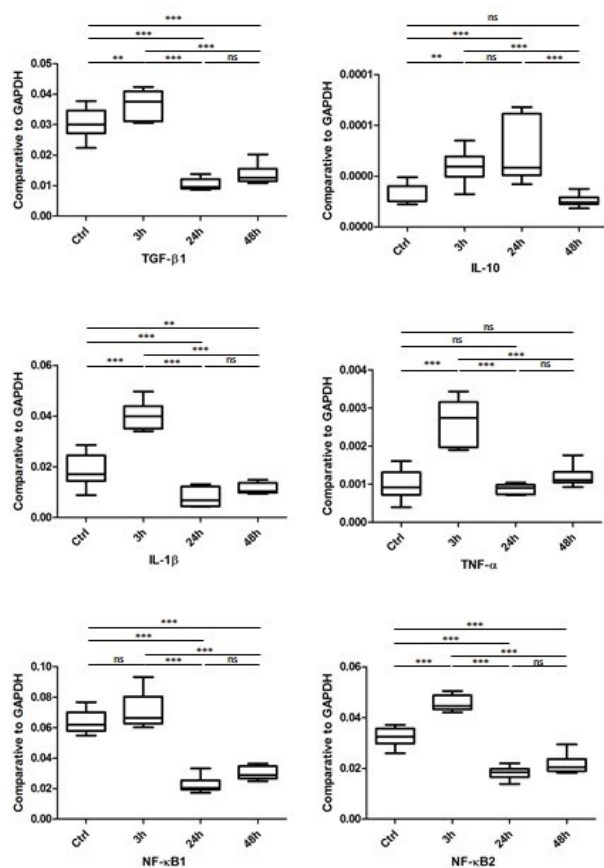 ***
***
***
** *** ns
Comparative to GAPDH
0.05
0.04
0.03
0.02
0.01
0.00
Ctrl 3h 24h 48h
TGF-β1
ns
***
***
** ns ***
Comparative to GAPDH
0.0001
0.0001
0.0000
0.0000
Ctrl 3h 24h 48h
IL-10
**
***
***
*** *** ns
Comparative to GAPDH
0.06
0.04
0.02
0.00
Ctrl 3h 24h 48h
IL-1β
ns
ns
***
*** *** ns
Comparative to GAPDH
0.004
0.003
0.002
0.001
0.000
Ctrl 3h 24h 48h
TNF-α
***
***
***
ns *** ns
Comparative to GAPDH
0.10
0.08
0.06
0.04
0.02
0.00
Ctrl 3h 24h 48h
NF-κB1
***
***
***
*** *** ns
Comparative to GAPDH
0.06
0.04
0.02
0.00
Ctrl 3h 24h 48h
NF-κB2